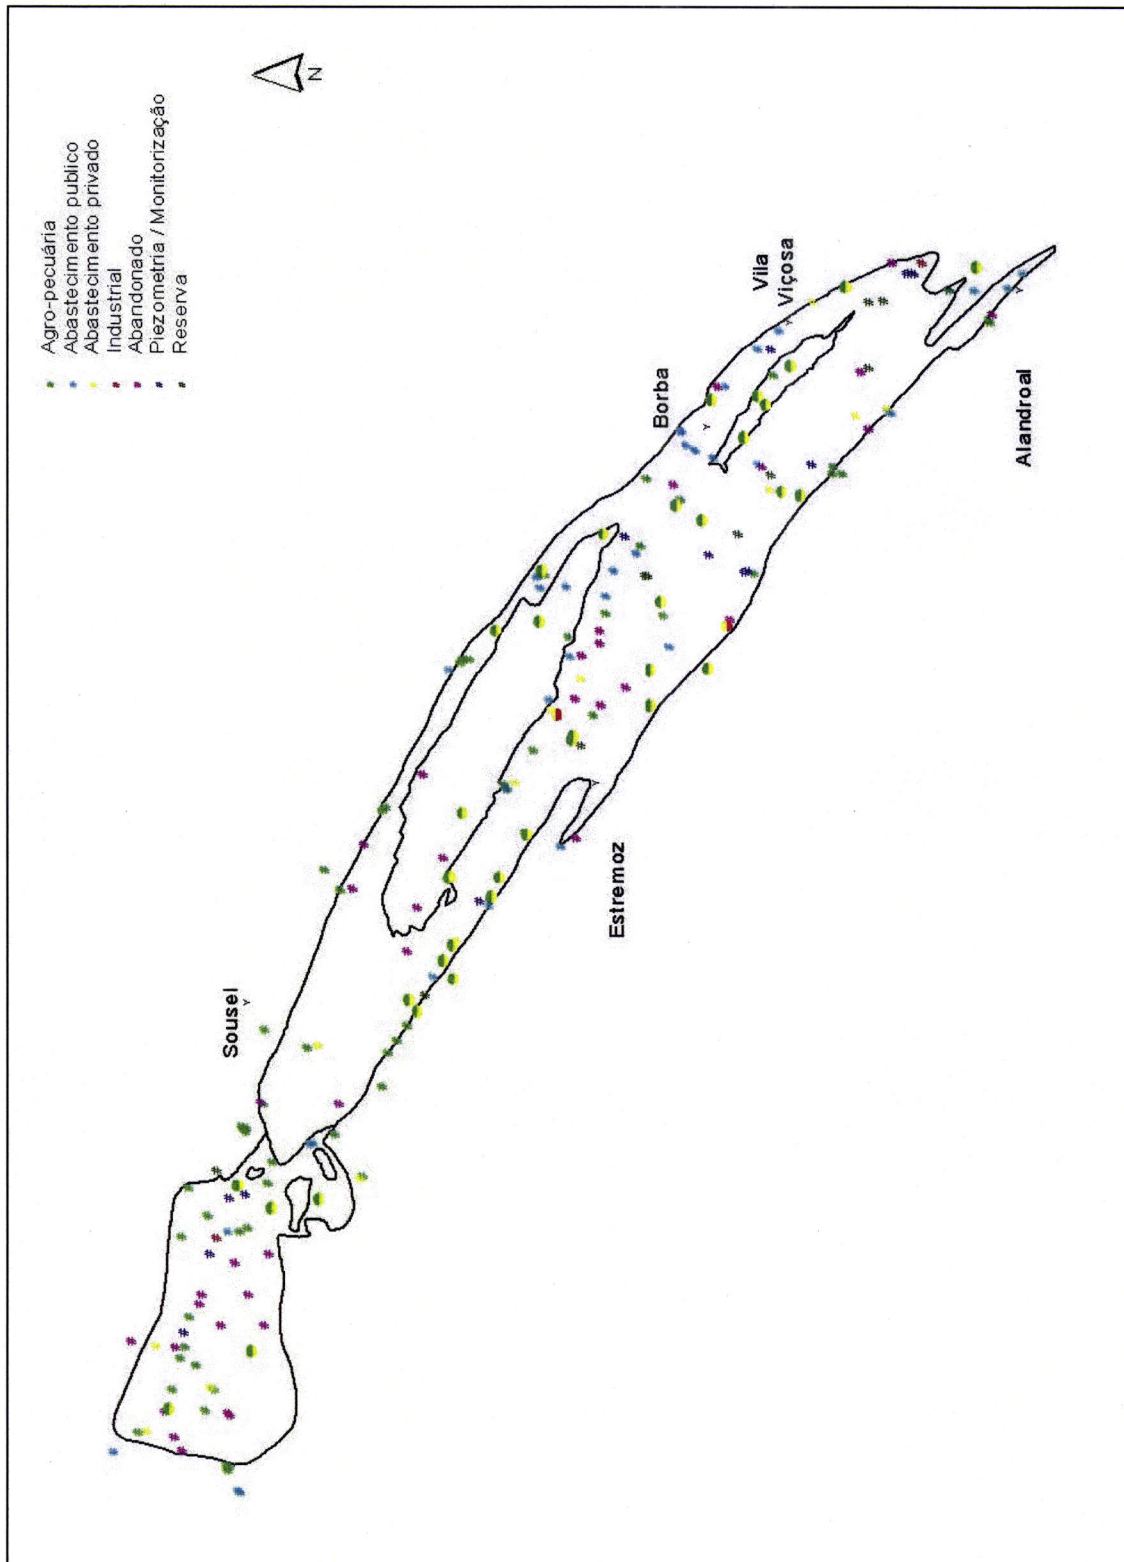 Agro-pecuária
Abastecimento publico
Abastecimento privado
Industrial
Abandonado
Piezometria / Monitorização
Reserva
N
Sousel
Borba
Vila
Viçosa
Estremoz
Alandroal